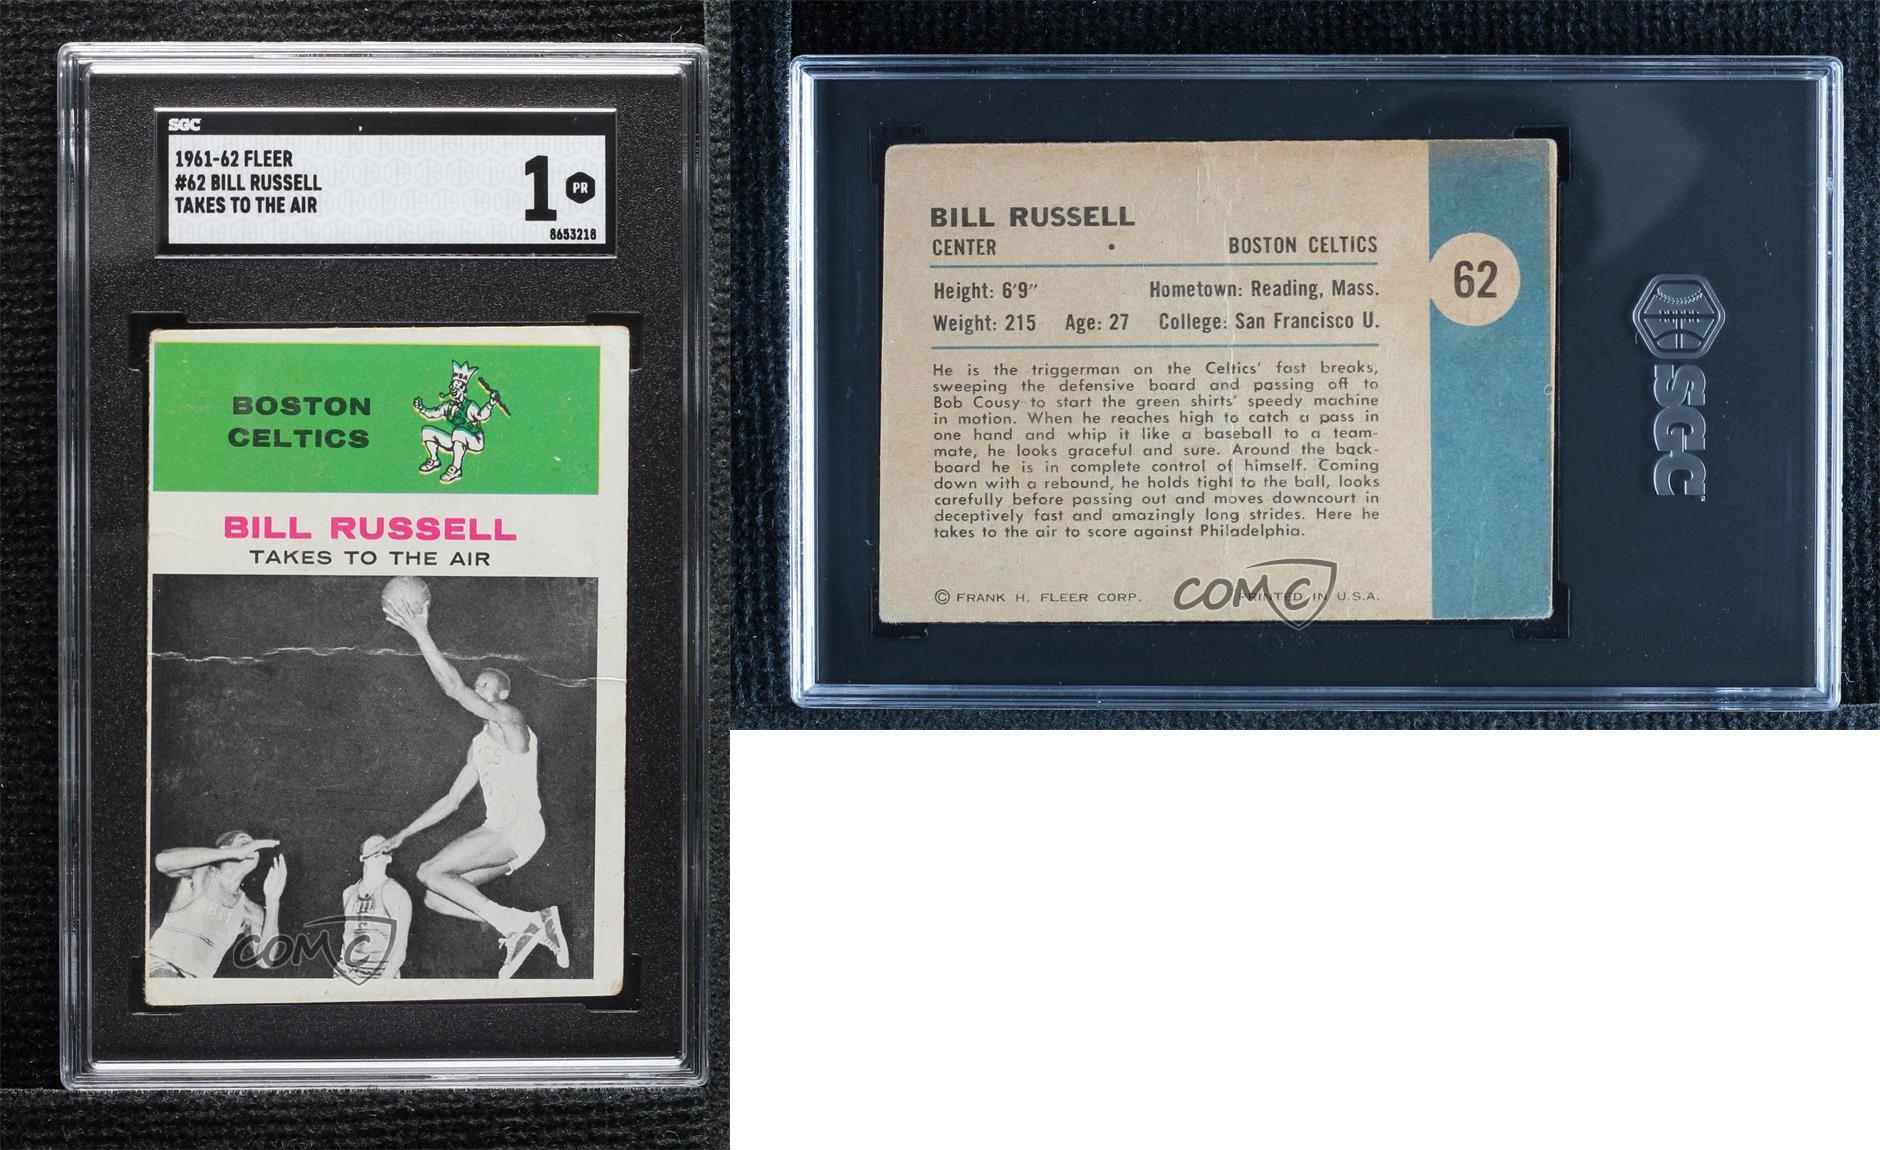 SGC
1961-62 FLEER
#62 BILL RUSSELL
TAKES TO THE AIR
1 PR
8653218
BOSTON
CELTICS
NBA
BILL RUSSELL
TAKES TO THE AIR
CS
COMC
BILL RUSSELL
CENTER • BOSTON CELTICS
Height: 6'9" Hometown: Reading, Mass.
Weight: 215 Age: 27 College: San Francisco U.
62
He is the triggerman on the Celtics' fast breaks,
sweeping the defensive board and passing off to
Bob Cousy to start the green shirts' speedy machine
in motion. When he reaches high to catch a pass in
one hand and whip it like a baseball to a team-
mate, he looks graceful and sure. Around the back-
board he is in complete control of himself. Coming
down with a rebound, he holds tight to the ball, looks
carefully before passing out and moves downcourt in
deceptively fast and amazingly long strides. Here he
takes to the air to score against Philadelphia.
© FRANK H. FLEER CORP. PRINTED IN U.S.A.
COMC
SGC